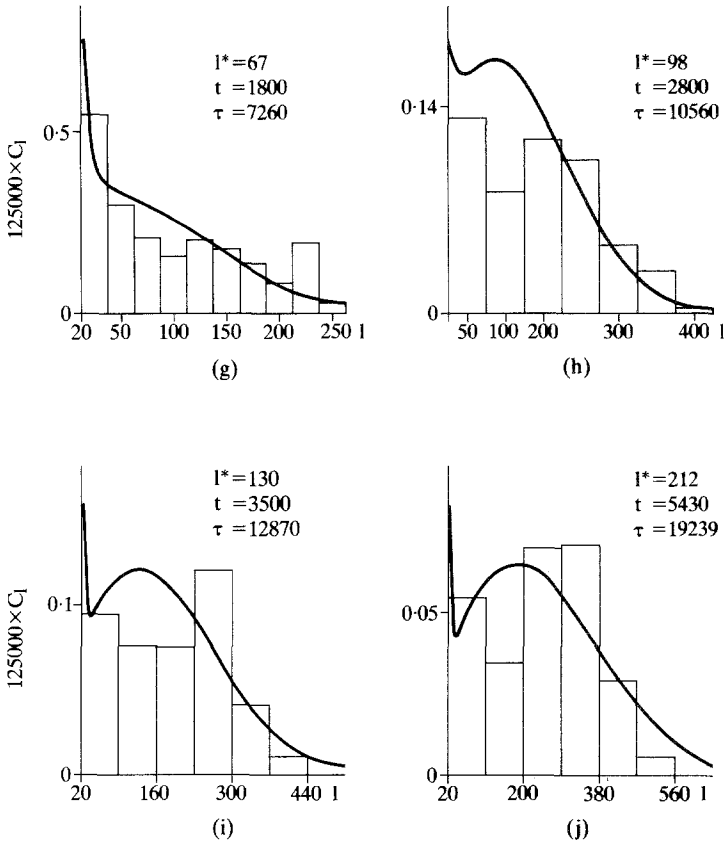 l*=67
t =1800
τ =7260
0·5
0
125000×C_l
20 50 100 150 200 250 l
(g)
l*=98
t =2800
τ =10560
0·14
0
50 100 200 300 400 l
(h)
l*=130
t =3500
τ =12870
0·1
0
125000×C_l
20 160 300 440 l
(i)
l*=212
t =5430
τ =19239
0·05
0
20 200 380 560 l
(j)